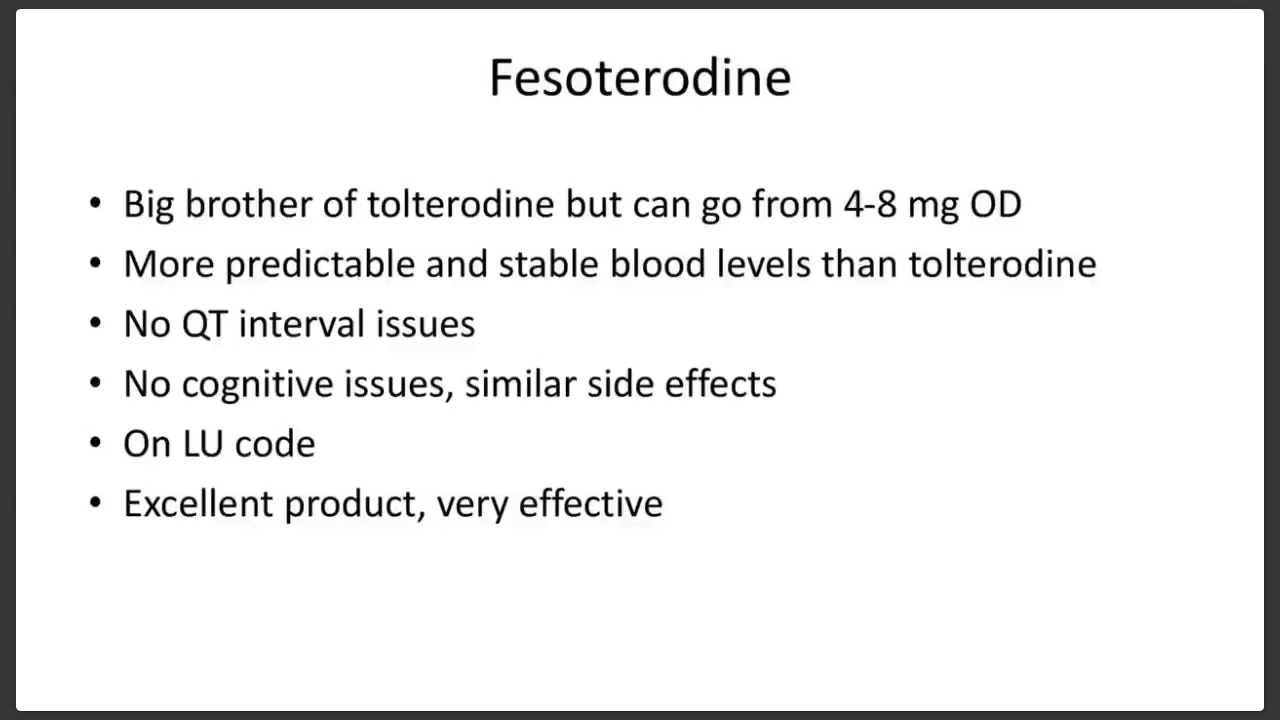 Fesoterodine
• Big brother of tolterodine but can go from 4-8 mg OD
• More predictable and stable blood levels than tolterodine
• No QT interval issues
• No cognitive issues, similar side effects
• On LU code
• Excellent product, very effective